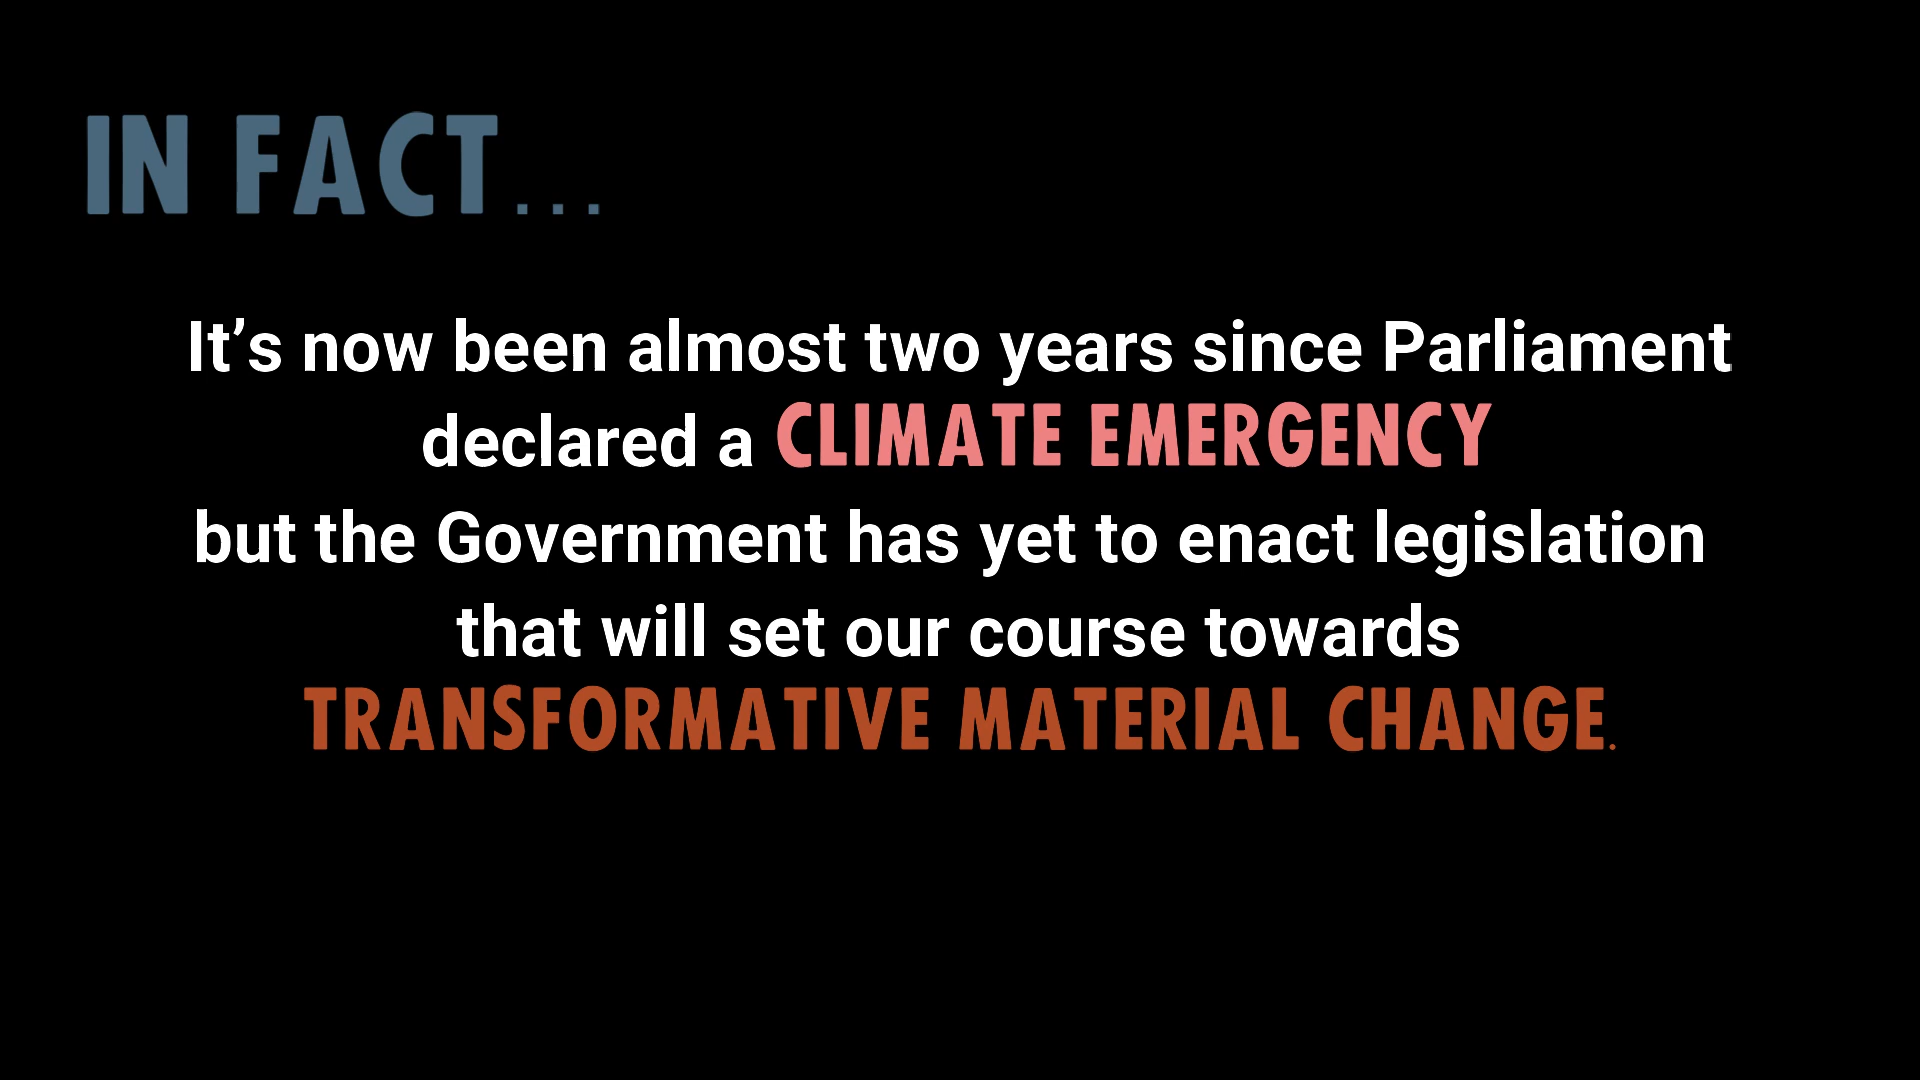 IN FACT...
It’s now been almost two years since Parliament
declared a CLIMATE EMERGENCY
but the Government has yet to enact legislation
that will set our course towards
TRANSFORMATIVE MATERIAL CHANGE.